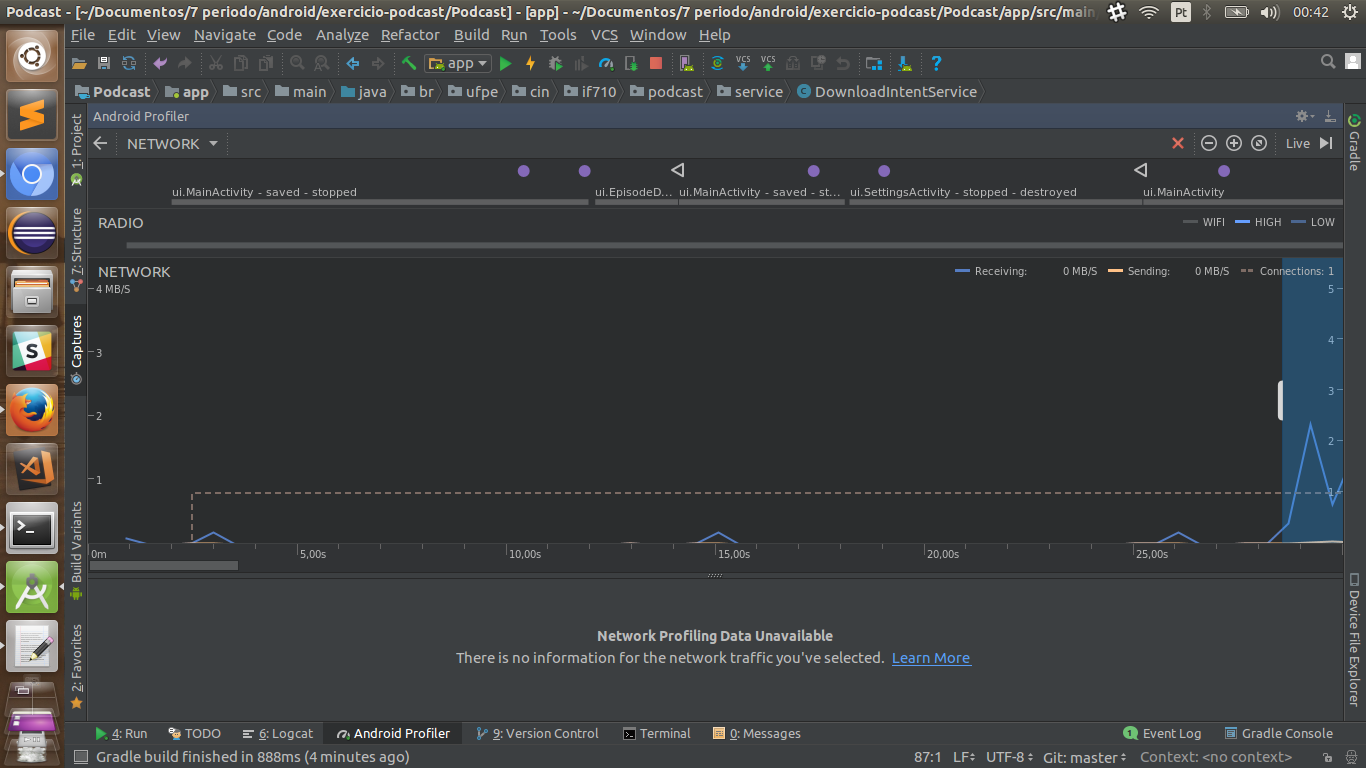 Podcast - [~/Documentos/7 periodo/android/exercicio-podcast/Podcast] - [app] - ~/Documentos/7 periodo/android/exercicio-podcast/Podcast/app/src/main/ Pt 00:42
File Edit View Navigate Code Analyze Refactor Build Run Tools VCS Window Help
app VCS VCS ?
Podcast app src main java br ufpe cin if710 podcast service DownloadIntentService
Android Profiler
NETWORK Live
ui.MainActivity - saved - stopped ui.EpisodeD... ui.MainActivity - saved - st... ui.SettingsActivity - stopped - destroyed ui.MainActivity
RADIO WIFI HIGH LOW
NETWORK Receiving: 0 MB/S Sending: 0 MB/S Connections: 1
4 MB/S 5
4
3
3
2
2
1
1
0m 5,00s 10,00s 15,00s 20,00s 25,00s
Network Profiling Data Unavailable
There is no information for the network traffic you've selected. Learn More
1: Project
7: Structure
Captures
Build Variants
2: Favorites
Gradle
Device File Explorer
4: Run TODO 6: Logcat Android Profiler 9: Version Control Terminal 0: Messages 1 Event Log Gradle Console
Gradle build finished in 888ms (4 minutes ago) 87:1 LF UTF-8 Git: master Context: <no context>